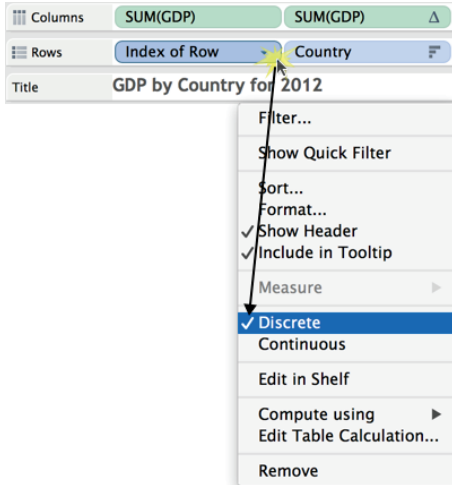 Columns SUM(GDP) SUM(GDP) Δ
Rows Index of Row Country
Title GDP by Country for 2012
Filter...
Show Quick Filter
Sort...
Format...
✓ Show Header
✓ Include in Tooltip
Measure
✓ Discrete
Continuous
Edit in Shelf
Compute using
Edit Table Calculation...
Remove